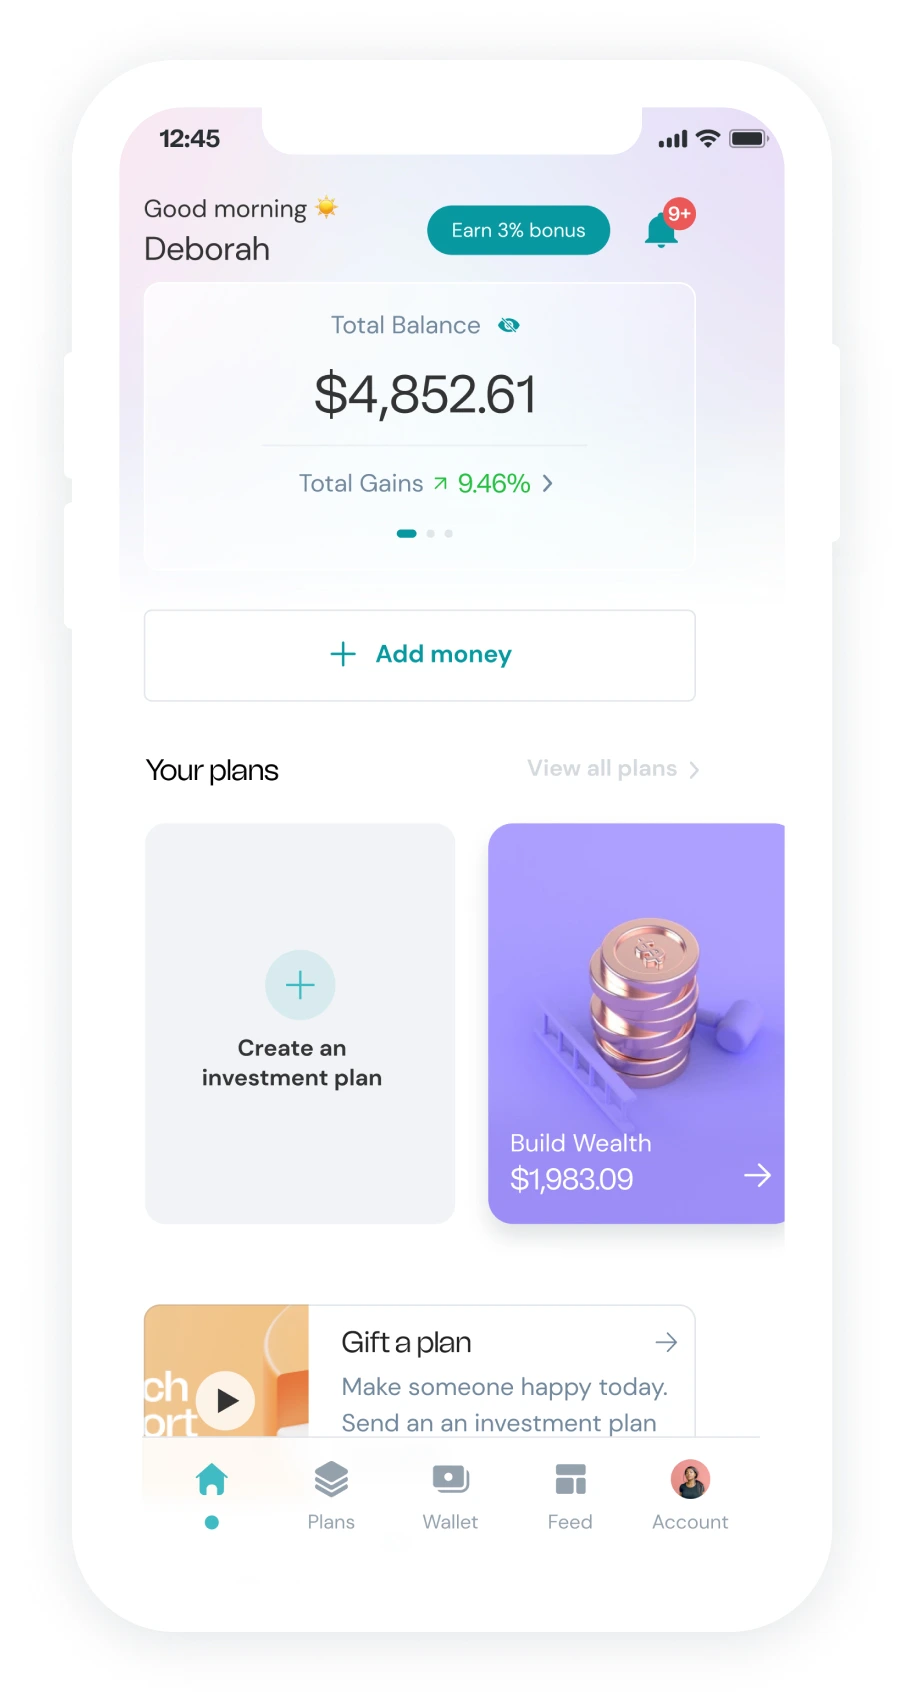 12:45
Good morning ☀️
Deborah
Earn 3% bonus
9+
Total Balance
$4,852.61
Total Gains 9.46%
Add money
Your plans
View all plans
Create an
investment plan
Build Wealth
$1,983.09
Gift a plan
Make someone happy today.
Send an an investment plan
ch
ort
Plans
Wallet
Feed
Account